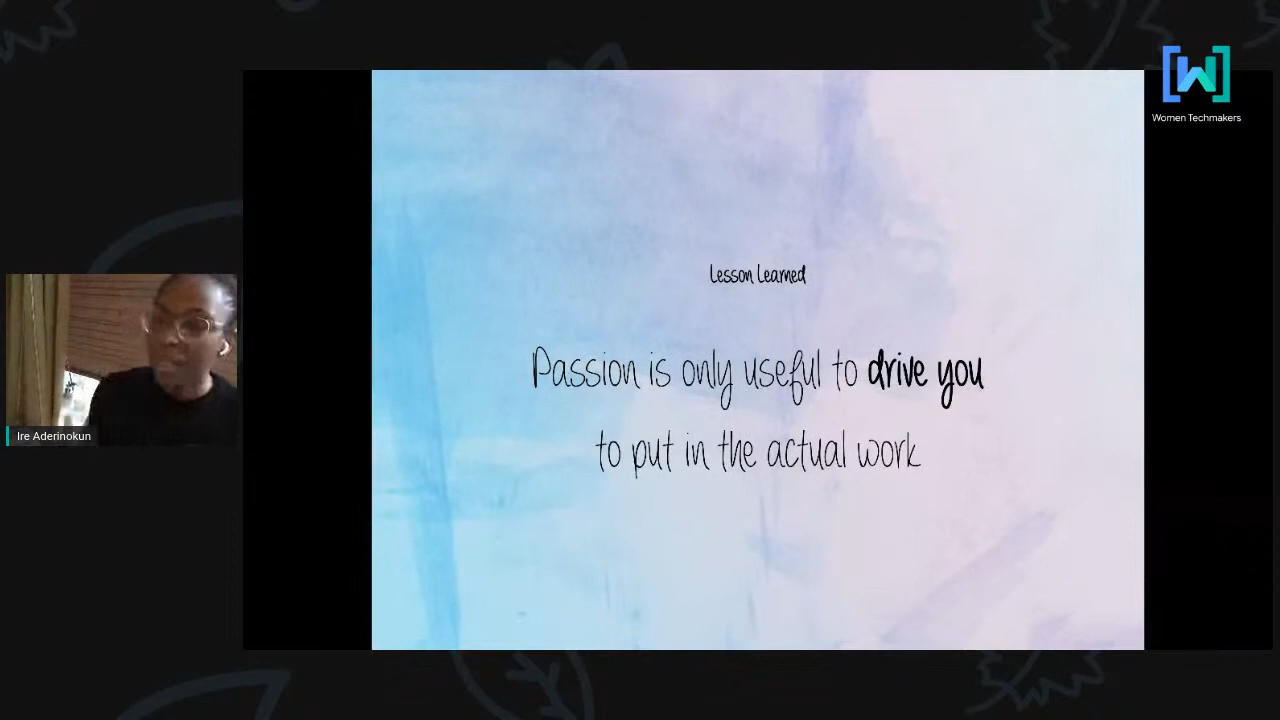 Women Techmakers
Lesson Learned
Passion is only useful to drive you
to put in the actual work
Ire Aderinokun